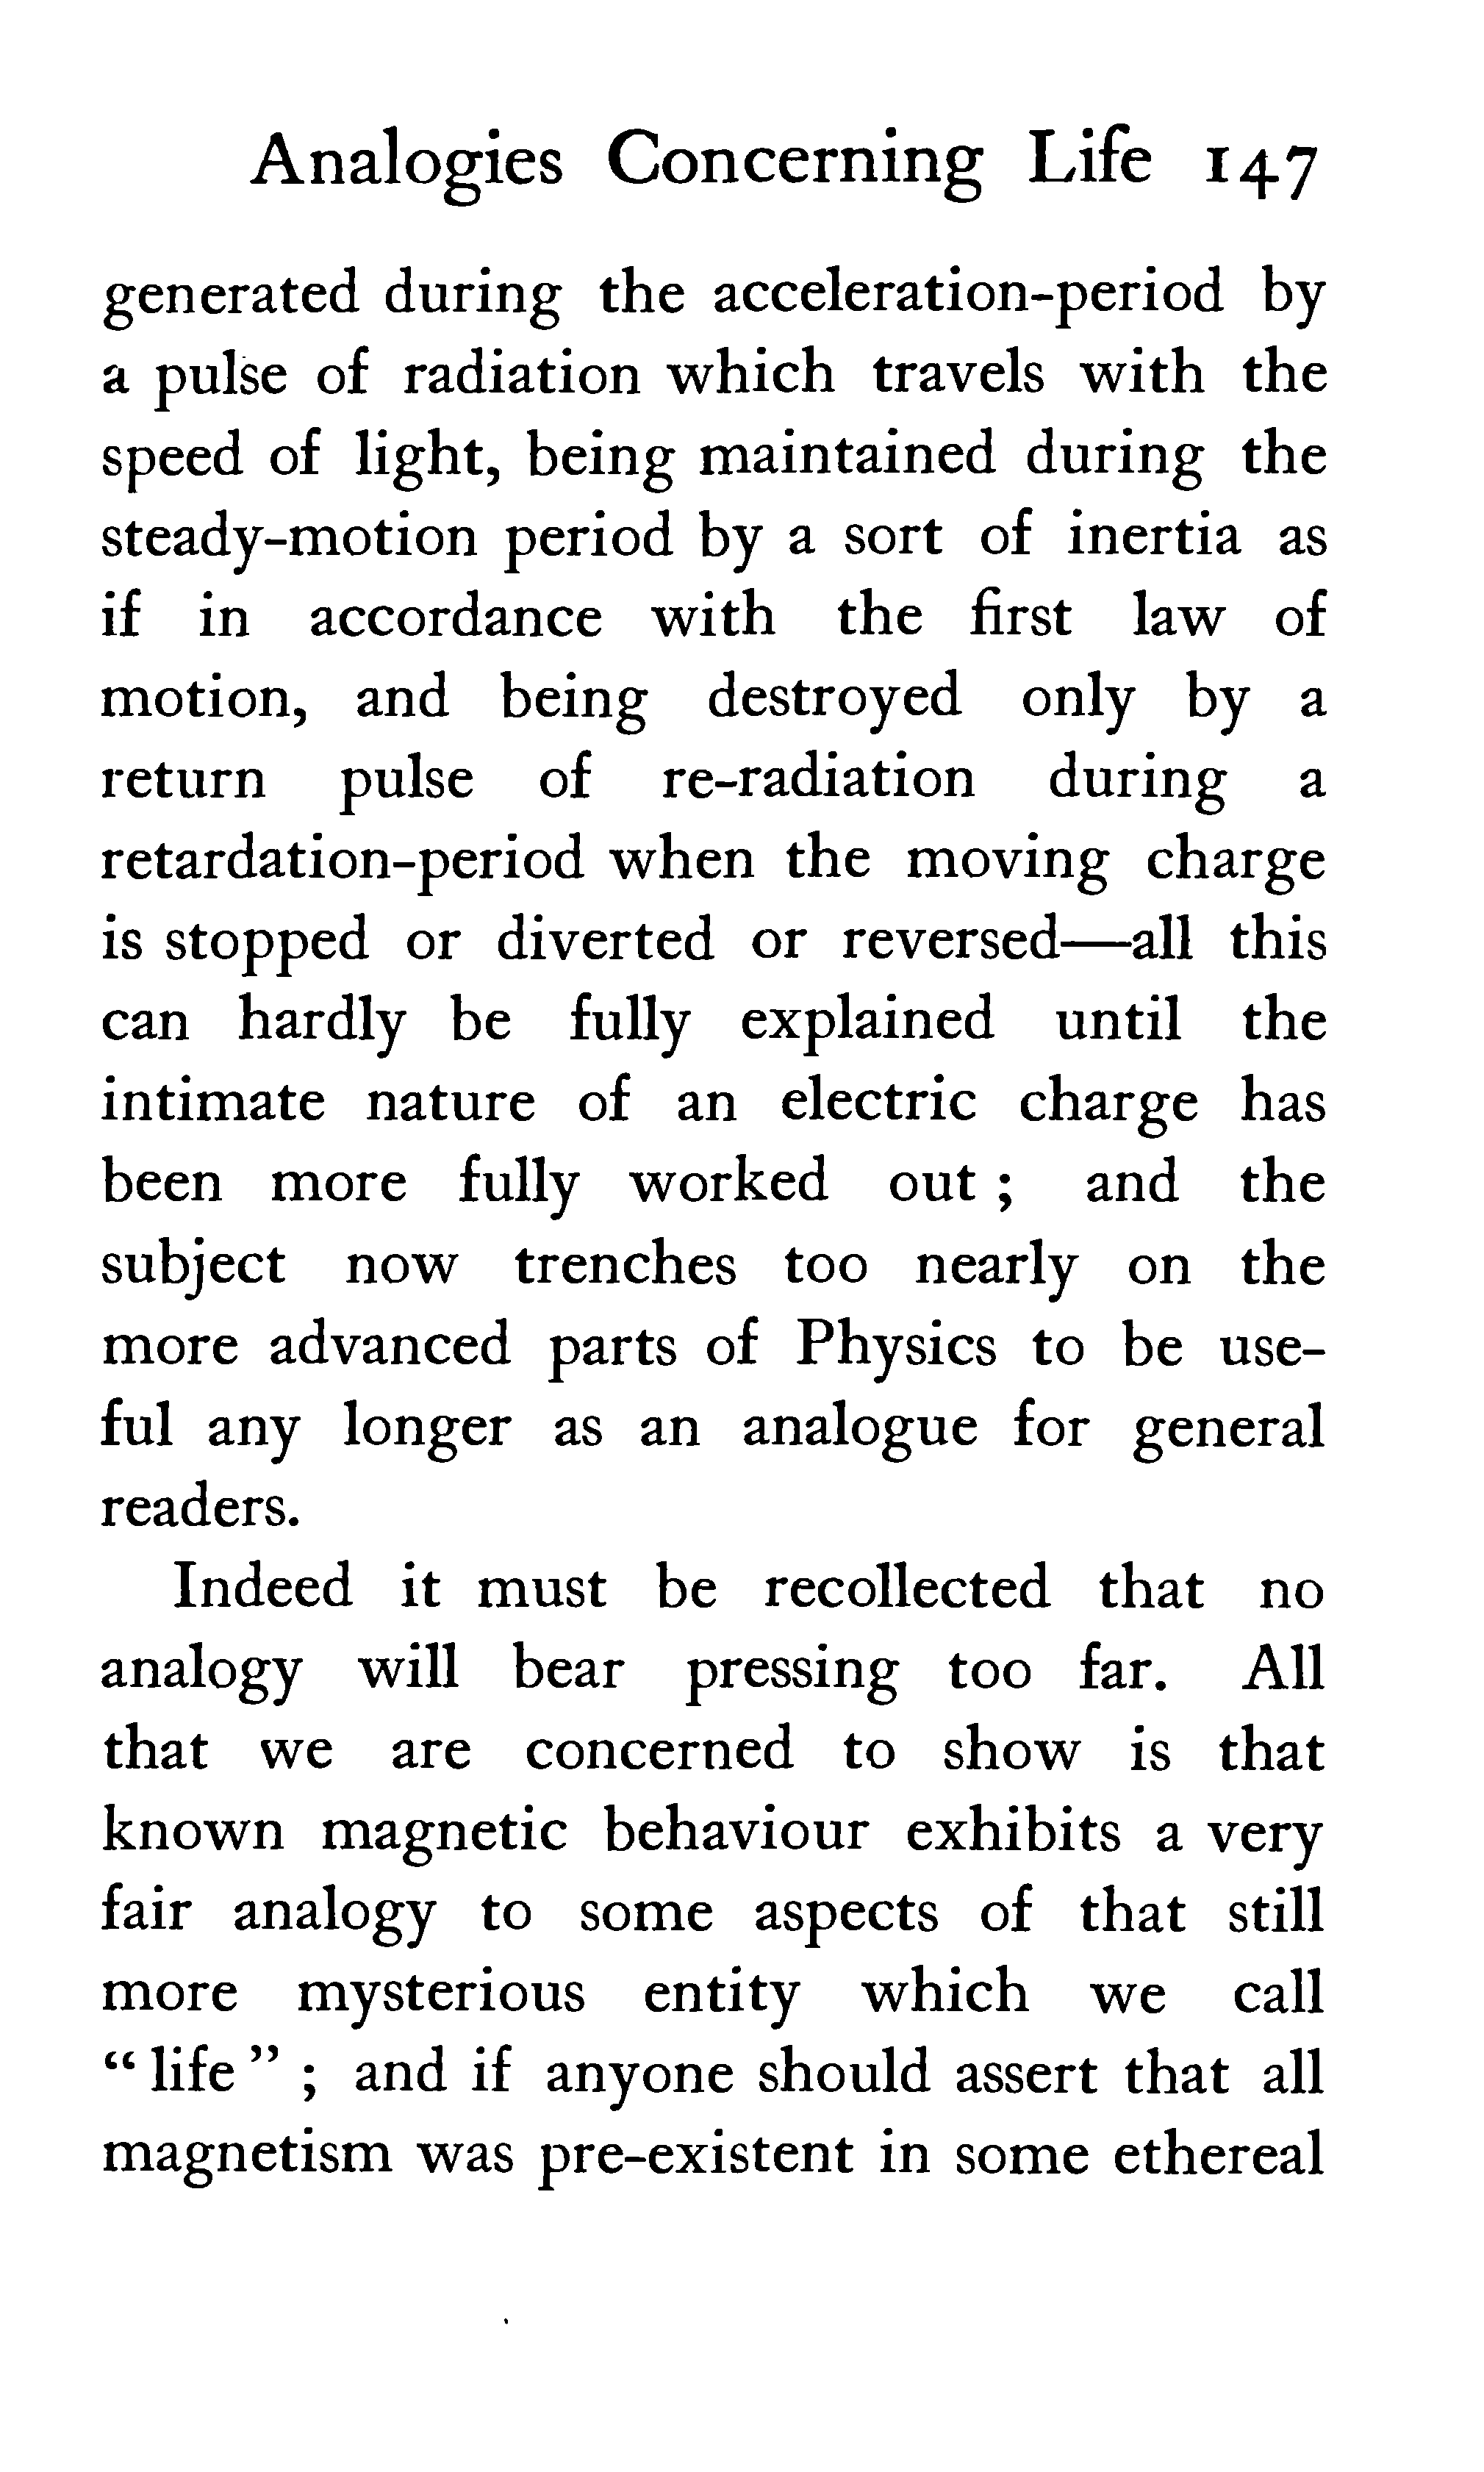 Analogies Concerning Life 147
generated during the acceleration-period by
a pulse of radiation which travels with the
speed of light, being maintained during the
steady-motion period by a sort of inertia as
if in accordance with the first law of
motion, and being destroyed only by a
return pulse of re-radiation during a
retardation-period when the moving charge
is stopped or diverted or reversed—all this
can hardly be fully explained until the
intimate nature of an electric charge has
been more fully worked out ; and the
subject now trenches too nearly on the
more advanced parts of Physics to be use-
ful any longer as an analogue for general
readers.
Indeed it must be recollected that no
analogy will bear pressing too far. All
that we are concerned to show is that
known magnetic behaviour exhibits a very
fair analogy to some aspects of that still
more mysterious entity which we call
“ life ” ; and if anyone should assert that all
magnetism was pre-existent in some ethereal